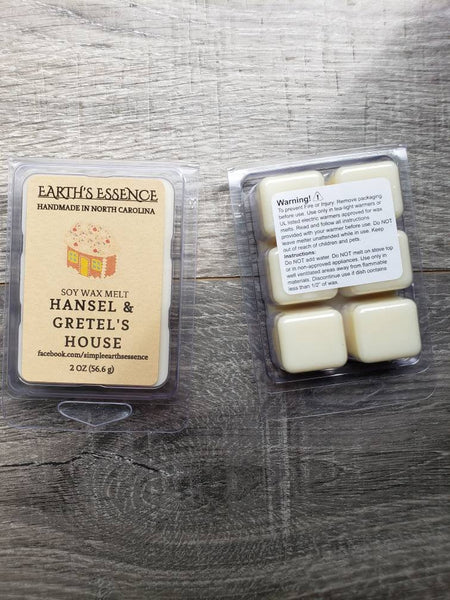 EARTH'S ESSENCE
HANDMADE IN NORTH CAROLINA
SOY WAX MELT
HANSEL &
GRETEL'S
HOUSE
facebook.com/simpleearthsessence
2 OZ (56.6 g)
Warning!
To prevent Fire or Injury. Remove packaging
before use. Use only in tea-light warmers or
UL listed electric warmers approved for wax
melts. Read and follow all instructions
provided with your warmer before use. Do NOT
leave melter unattended while in use. Keep
out of reach of children and pets.
Instructions:
Do NOT add water. Do NOT melt on stove top
or in non-approved appliances. Use only in
well ventilated areas away from flammable
materials. Discontinue use if dish contains
less than 1/2" of wax.